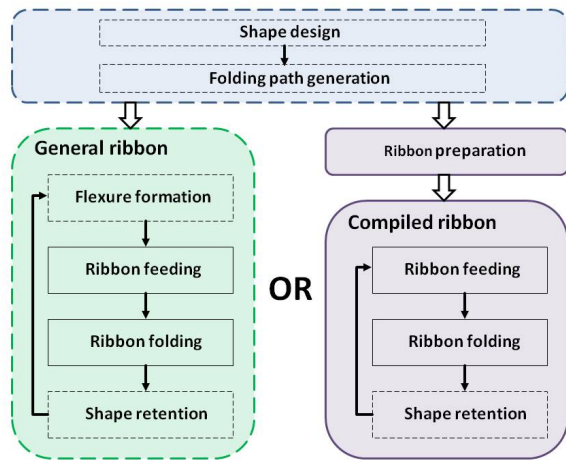 Shape design
Folding path generation
General ribbon
Flexure formation
Ribbon feeding
Ribbon folding
Shape retention
OR
Ribbon preparation
Compiled ribbon
Ribbon feeding
Ribbon folding
Shape retention